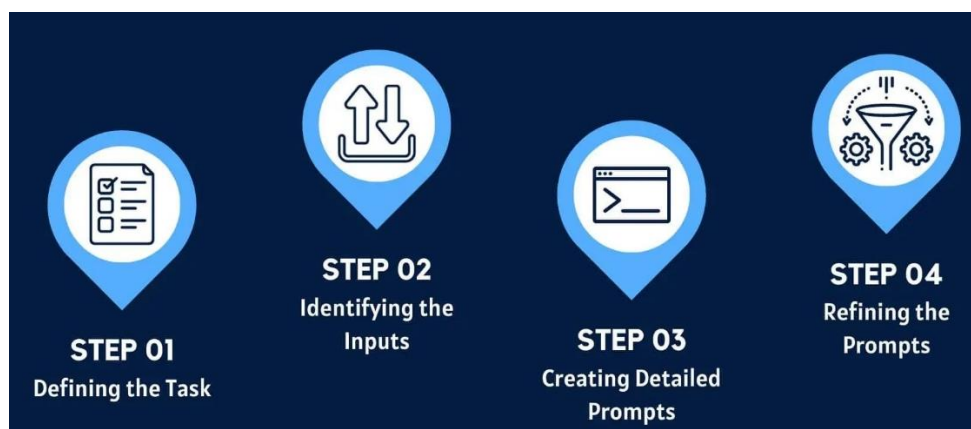 STEP 01
Defining the Task
STEP 02
Identifying the
Inputs
STEP 03
Creating Detailed
Prompts
STEP 04
Refining the
Prompts